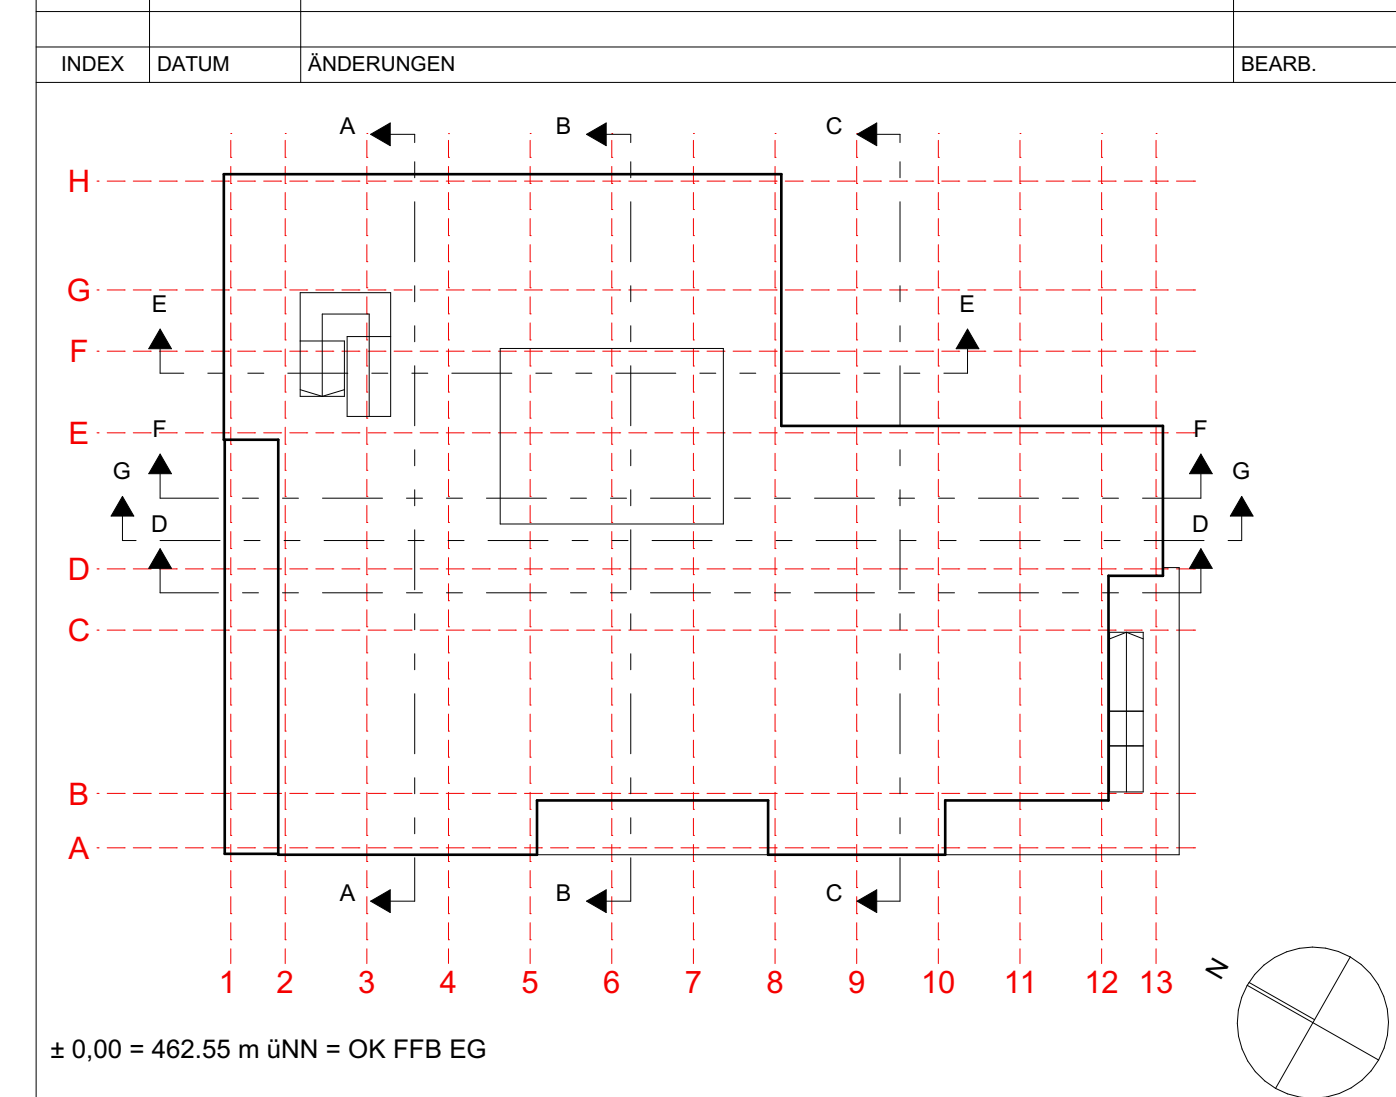 INDEX DATUM ÄNDERUNGEN BEARB.
A B C
H
G
E E
F
E
F F
G G
D D
D
C
B
A
A B C
1 2 3 4 5 6 7 8 9 10 11 12 13
N
± 0,00 = 462.55 m üNN = OK FFB EG